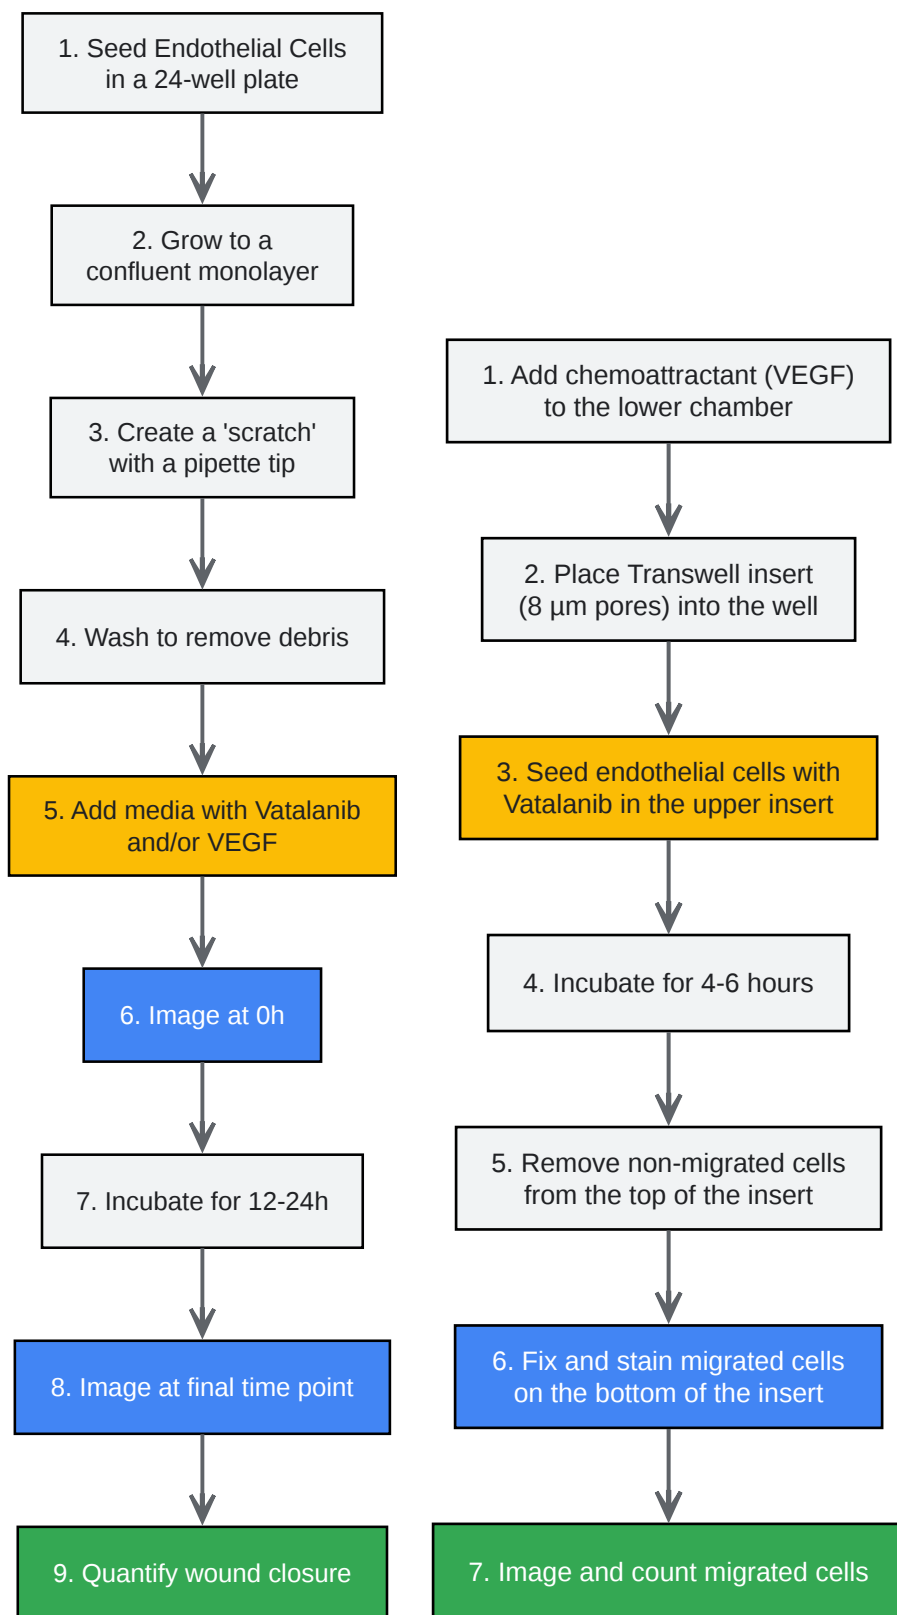 1. Seed Endothelial Cells
in a 24-well plate
2. Grow to a
confluent monolayer
3. Create a 'scratch'
with a pipette tip
4. Wash to remove debris
5. Add media with Vatalanib
and/or VEGF
6. Image at 0h
7. Incubate for 12-24h
8. Image at final time point
9. Quantify wound closure
1. Add chemoattractant (VEGF)
to the lower chamber
2. Place Transwell insert
(8 µm pores) into the well
3. Seed endothelial cells with
Vatalanib in the upper insert
4. Incubate for 4-6 hours
5. Remove non-migrated cells
from the top of the insert
6. Fix and stain migrated cells
on the bottom of the insert
7. Image and count migrated cells